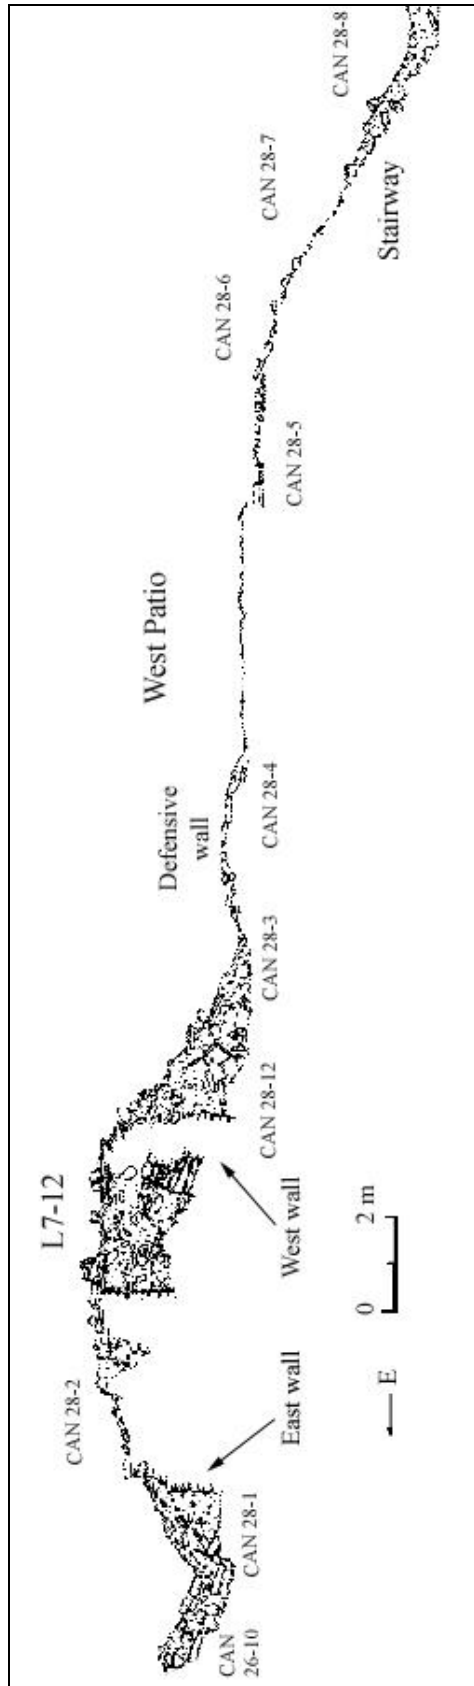 L7-12
West Patio
Defensive
wall
CAN
26-10
CAN 28-1
CAN 28-2
CAN 28-12
CAN 28-3
CAN 28-4
CAN 28-5
CAN 28-6
CAN 28-7
CAN 28-8
East wall
West wall
Stairway
E
0 2 m